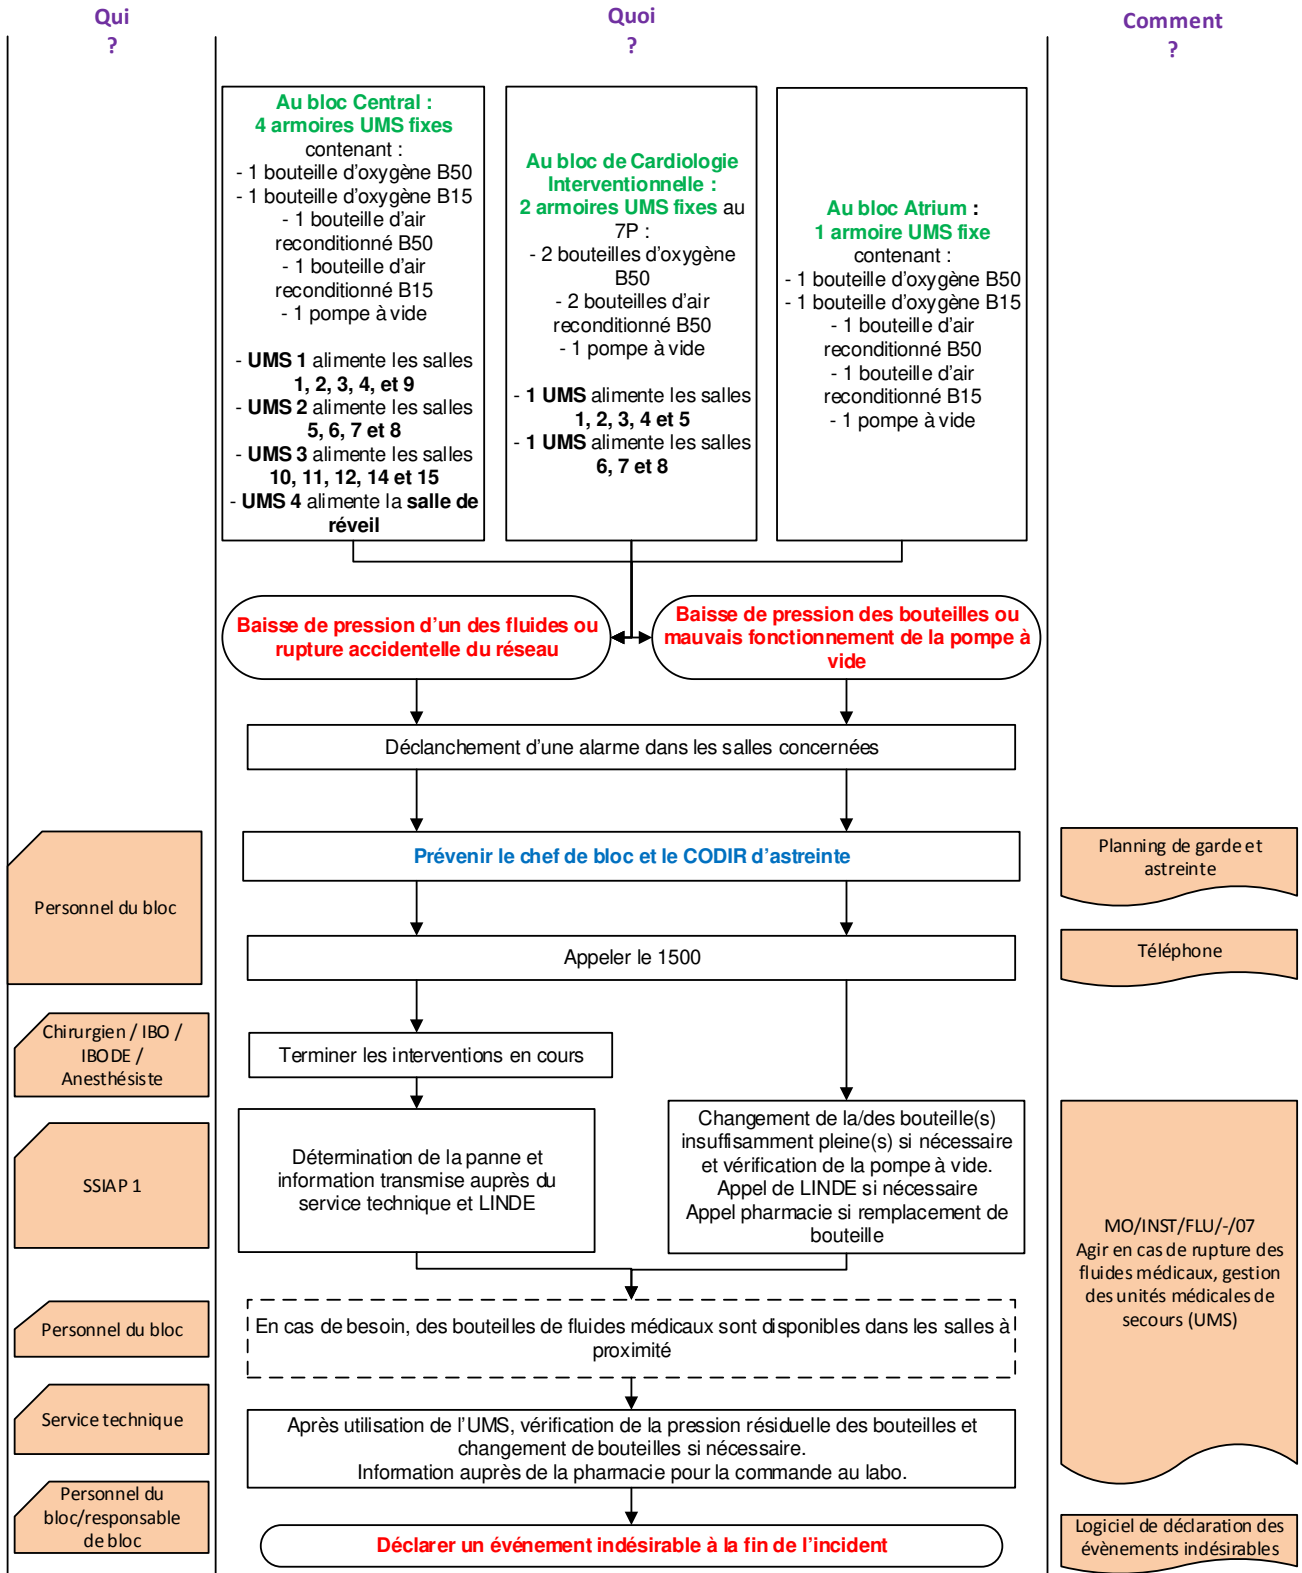 Qui
?
Quoi
?
Comment
?
Au bloc Central :
4 armoires UMS fixes
contenant :
- 1 bouteille d'oxygène B50
- 1 bouteille d'oxygène B15
- 1 bouteille d'air
reconditionné B50
- 1 bouteille d'air
reconditionné B15
- 1 pompe à vide
- UMS 1 alimente les salles
1, 2, 3, 4, et 9
- UMS 2 alimente les salles
5, 6, 7 et 8
- UMS 3 alimente les salles
10, 11, 12, 14 et 15
- UMS 4 alimente la salle de
réveil
Au bloc de Cardiologie
Interventionnelle :
2 armoires UMS fixes au
7P :
- 2 bouteilles d'oxygène
B50
- 2 bouteilles d'air
reconditionné B50
- 1 pompe à vide
- 1 UMS alimente les salles
1, 2, 3, 4 et 5
- 1 UMS alimente les salles
6, 7 et 8
Au bloc Atrium :
1 armoire UMS fixe
contenant :
- 1 bouteille d'oxygène B50
- 1 bouteille d'oxygène B15
- 1 bouteille d'air
reconditionné B50
- 1 bouteille d'air
reconditionné B15
- 1 pompe à vide
Baisse de pression d'un des fluides ou
rupture accidentelle du réseau
Baisse de pression des bouteilles ou
mauvais fonctionnement de la pompe à
vide
Déclanchement d'une alarme dans les salles concernées
Personnel du bloc
Prévenir le chef de bloc et le CODIR d'astreinte
Planning de garde et
astreinte
Appeler le 1500
Téléphone
Chirurgien / IBO /
IBODE /
Anesthésiste
Terminer les interventions en cours
SSIAP 1
Détermination de la panne et
information transmise auprès du
service technique et LINDE
Changement de la/des bouteille(s)
insuffisamment pleine(s) si nécessaire
et vérification de la pompe à vide.
Appel de LINDE si nécessaire
Appel pharmacie si remplacement de
bouteille
MO/INST/FLU/-/07
Agir en cas de rupture des
fluides médicaux, gestion
des unités médicales de
secours (UMS)
Personnel du bloc
En cas de besoin, des bouteilles de fluides médicaux sont disponibles dans les salles à
proximité
Service technique
Après utilisation de l'UMS, vérification de la pression résiduelle des bouteilles et
changement de bouteilles si nécessaire.
Information auprès de la pharmacie pour la commande au labo.
Personnel du
bloc/responsable
de bloc
Déclarer un événement indésirable à la fin de l'incident
Logiciel de déclaration des
évènements indésirables